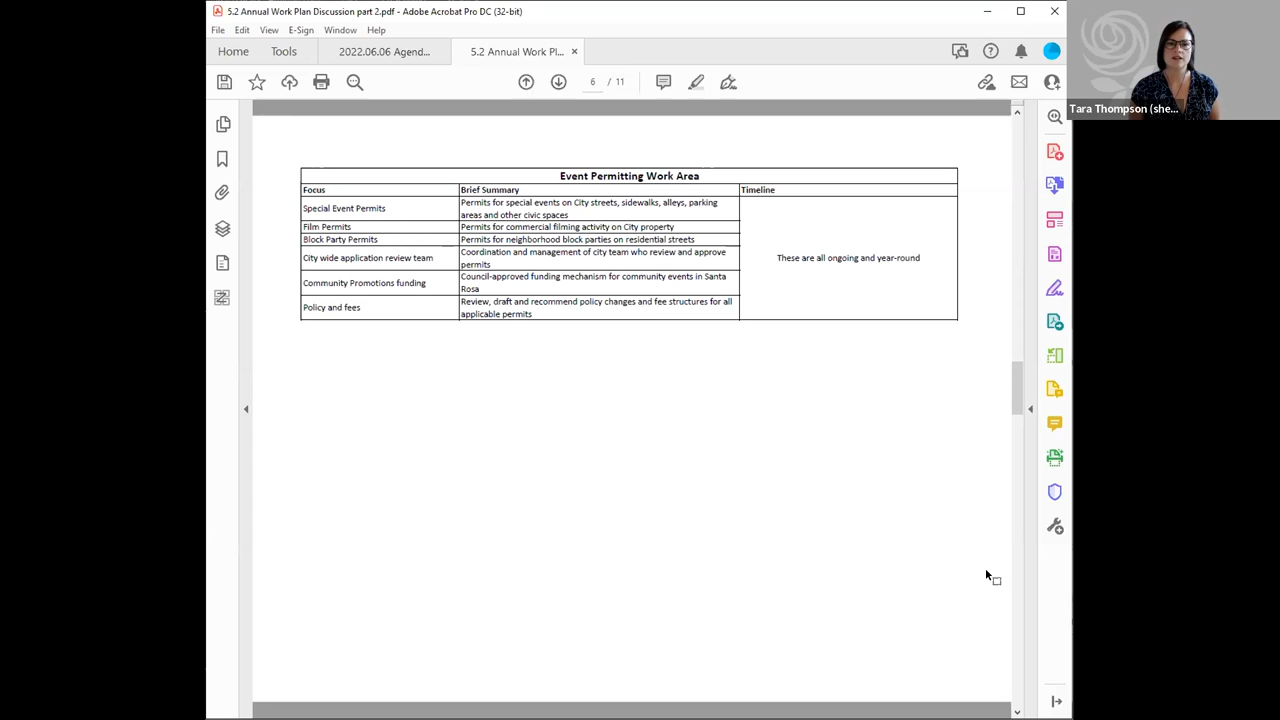 5.2 Annual Work Plan Discussion part 2.pdf - Adobe Acrobat Pro DC (32-bit)
File Edit View E-Sign Window Help
Home Tools 2022.06.06 Agend... 5.2 Annual Work Pl... ×
6 / 11
Tara Thompson (she...
Event Permitting Work Area
Focus Brief Summary Timeline
Special Event Permits
Permits for special events on City streets, sidewalks, alleys, parking
areas and other civic spaces
Film Permits Permits for commercial filming activity on City property
Block Party Permits Permits for neighborhood block parties on residential streets
City wide application review team
Coordination and management of city team who review and approve
permits
These are all ongoing and year-round
Community Promotions funding
Council-approved funding mechanism for community events in Santa
Rosa
Policy and fees
Review, draft and recommend policy changes and fee structures for all
applicable permits